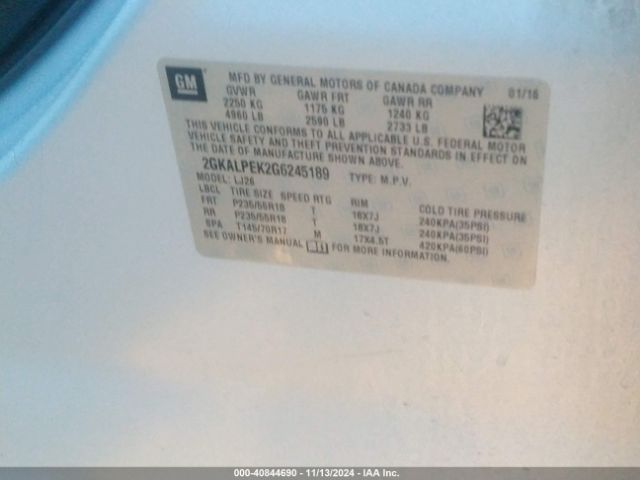 GM
MFD BY GENERAL MOTORS OF CANADA COMPANY 01/16
GVWR GAWR FRT GAWR RR
2250 KG 1175 KG 1240 KG
4960 LB 2590 LB 2733 LB
THIS VEHICLE CONFORMS TO ALL APPLICABLE U.S. FEDERAL MOTOR
VEHICLE SAFETY AND THEFT PREVENTION STANDARDS IN EFFECT ON
THE DATE OF MANUFACTURE SHOWN ABOVE.
2GKALPEK2G6245189 TYPE: M.P.V.
MODEL: LJ26
LBCL TIRE SIZE SPEED RTG RIM COLD TIRE PRESSURE
FRT P235/55R18 T 18X7J 240KPA(35PSI)
RR P235/55R18 T 18X7J 240KPA(35PSI)
SPA T145/70R17 M 17X4.5T 420KPA(60PSI)
SEE OWNER'S MANUAL FOR MORE INFORMATION.
000-40844690 - 11/13/2024 - IAA Inc.